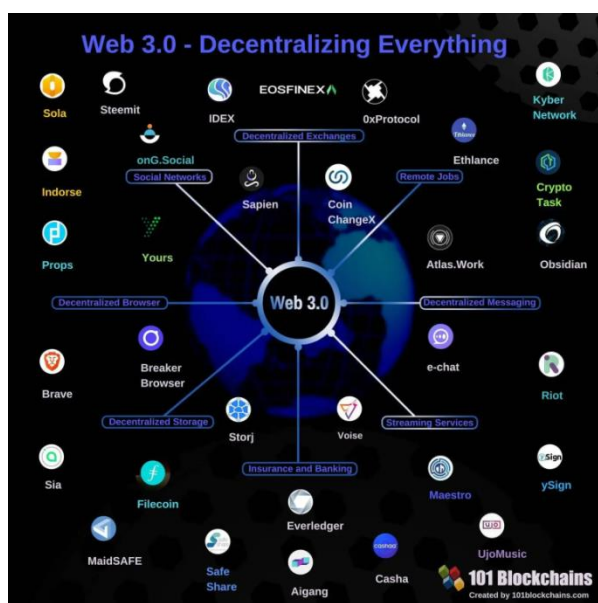 Web 3.0 - Decentralizing Everything
Sola
Steemit
IDEX
EOSFINEX
0xProtocol
Kyber
Network
Decentralized Exchanges
onG.Social
Social Networks
Ethlance
Remote Jobs
Indorse
Sapien
Coin
ChangeX
Crypto
Task
Props
Yours
Atlas.Work
Obsidian
Decentralized Browser
Web 3.0
Decentralized Messaging
Brave
Breaker
Browser
e-chat
Riot
Decentralized Storage
Storj
Voise
Streaming Services
Sia
Filecoin
Insurance and Banking
Maestro
ySign
ySign
Everledger
MaidSAFE
Safe
Share
Aigang
cashaa
Casha
UJO
UjoMusic
101 Blockchains
Created by 101blockchains.com